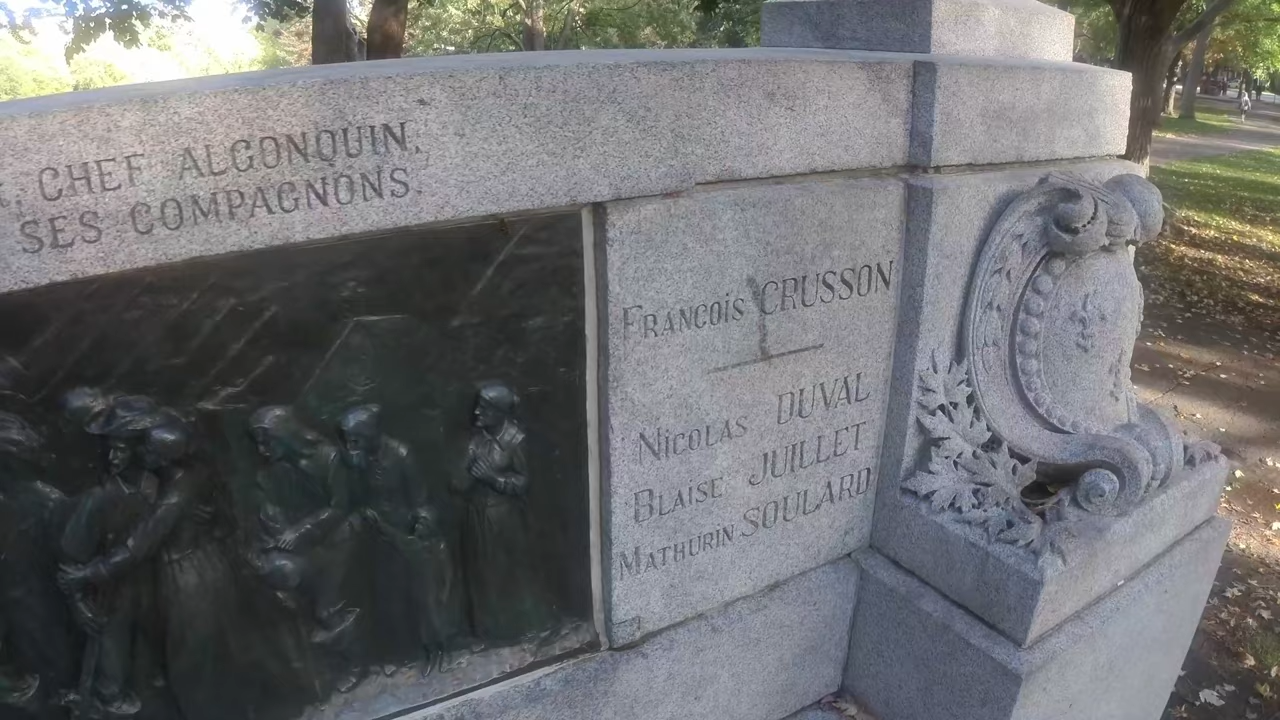 CHEF ALGONQUIN,
SES COMPAGNONS.
FRANCOIS CRUSSON
NICOLAS DUVAL
BLAISE JUILLET
MATHURIN SOULARD